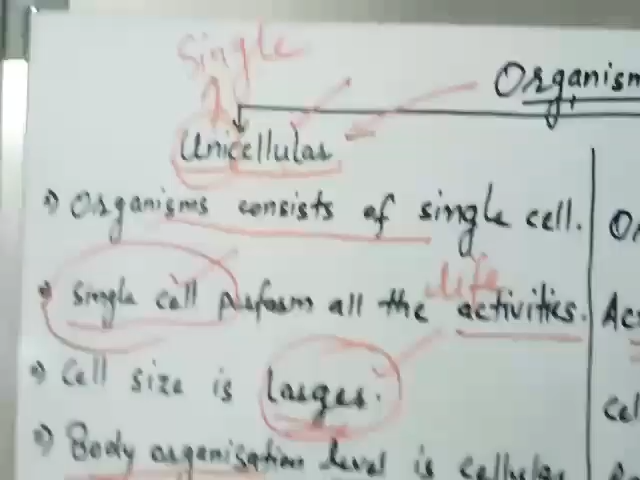 Single
Organism
Unicellular
Organisms consists of single cell.
life
Single cell perform all the activities.
Cell size is larger.
Body organisation level is cellular